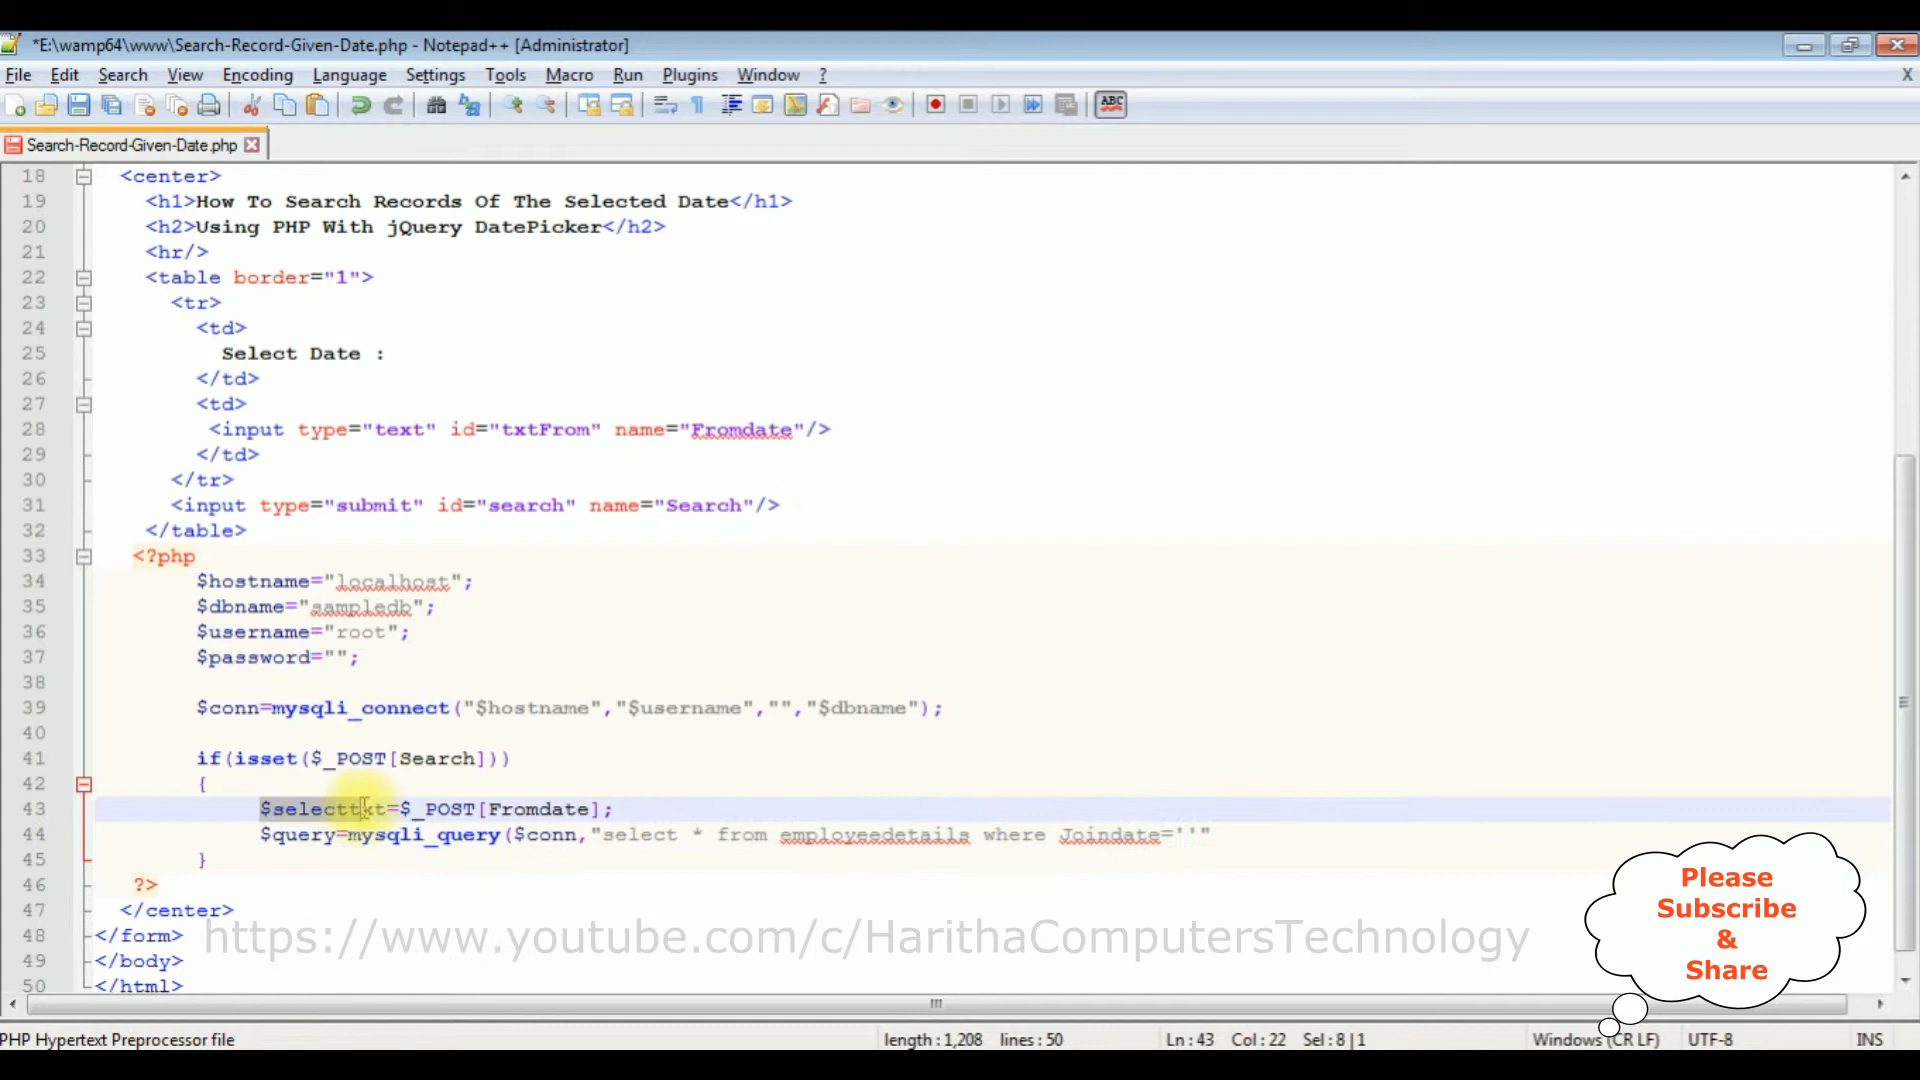 *E:\wamp64\www\Search-Record-Given-Date.php - Notepad++ [Administrator]
File Edit Search View Encoding Language Settings Tools Macro Run Plugins Window ? X
ABC
Search-Record-Given-Date.php
18 <center>
19 <h1>How To Search Records Of The Selected Date</h1>
20 <h2>Using PHP With jQuery DatePicker</h2>
21 <hr/>
22 <table border="1">
23 <tr>
24 <td>
25 Select Date :
26 </td>
27 <td>
28 <input type="text" id="txtFrom" name="Fromdate"/>
29 </td>
30 </tr>
31 <input type="submit" id="search" name="Search"/>
32 </table>
33 <?php
34 $hostname="localhost";
35 $dbname="sampledb";
36 $username="root";
37 $password="";
38
39 $conn=mysqli_connect("$hostname","$username","","$dbname");
40
41 if(isset($_POST[Search]))
42 {
43 $selecttxt=$_POST[Fromdate];
44 $query=mysqli_query($conn,"select * from employeedetails where Joindate=''"
45 }
46 ?>
47 </center>
48 </form>
49 </body>
50 </html>
https://www.youtube.com/c/HarithaComputersTechnology
Please
Subscribe
&
Share
PHP Hypertext Preprocessor file length : 1,208 lines : 50 Ln : 43 Col : 22 Sel : 8 | 1 Windows (CR LF) UTF-8 INS